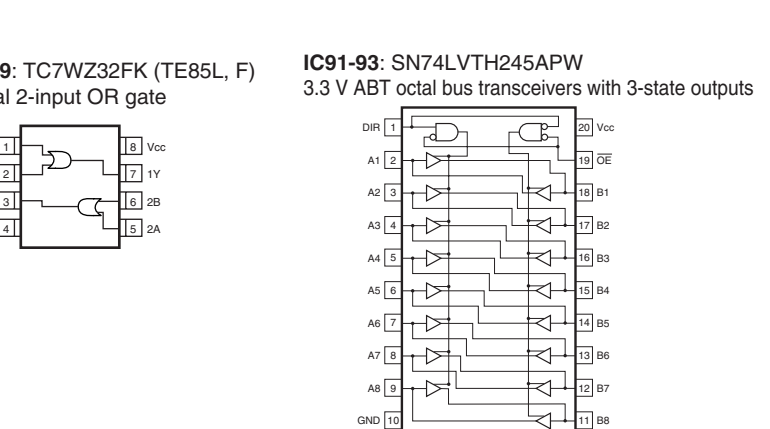 9: TC7WZ32FK (TE85L, F)
al 2-input OR gate
1
8 Vcc
2
7 1Y
3
6 2B
4
5 2A
IC91-93: SN74LVTH245APW
3.3 V ABT octal bus transceivers with 3-state outputs
DIR 1
20 Vcc
A1 2
19 OE
A2 3
18 B1
A3 4
17 B2
A4 5
16 B3
A5 6
15 B4
A6 7
14 B5
A7 8
13 B6
A8 9
12 B7
GND 10
11 B8